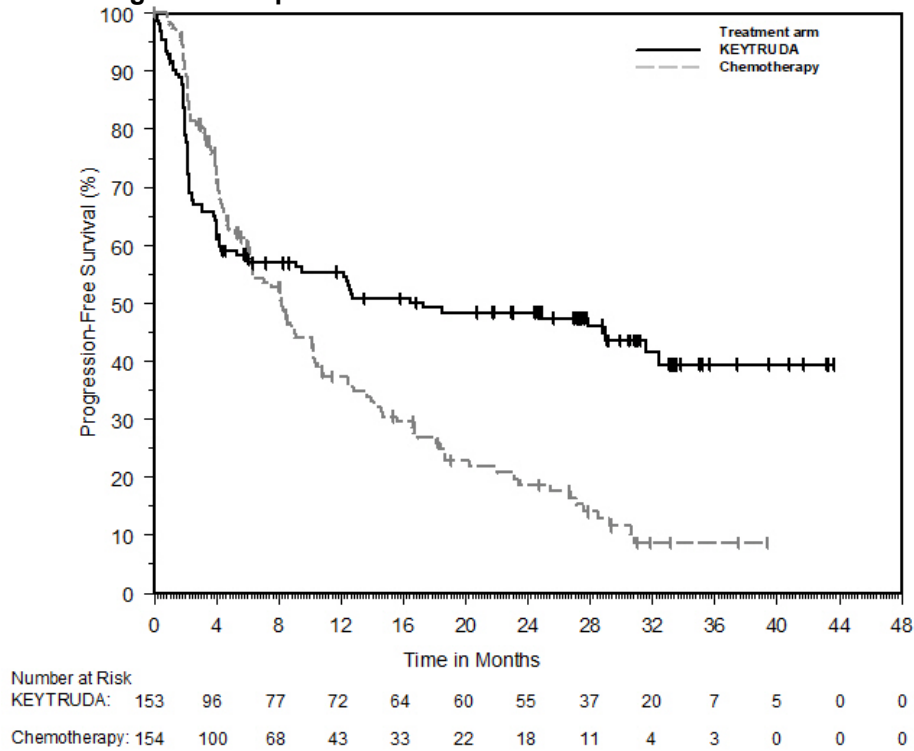 Treatment arm
KEYTRUDA
Chemotherapy
Progression-Free Survival (%)
100
90
80
70
60
50
40
30
20
10
0
0 4 8 12 16 20 24 28 32 36 40 44 48
Time in Months
Number at Risk
KEYTRUDA: 153 96 77 72 64 60 55 37 20 7 5 0 0
Chemotherapy: 154 100 68 43 33 22 18 11 4 3 0 0 0